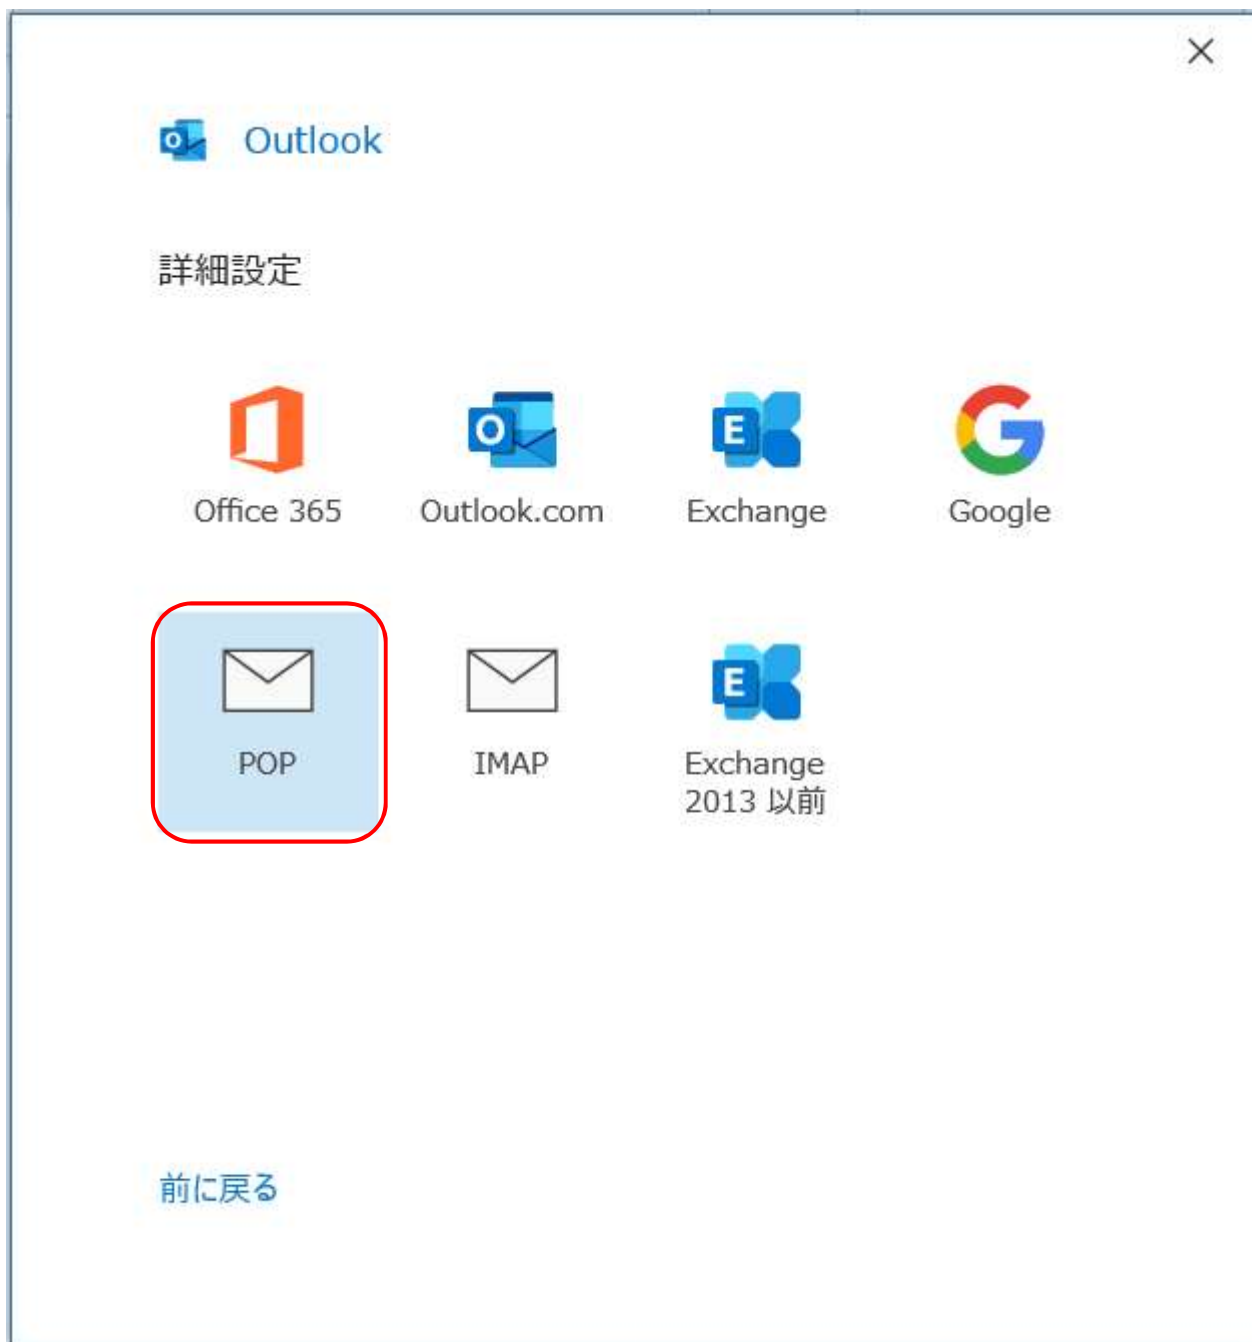 Outlook
詳細設定
Office 365
Outlook.com
Exchange
Google
POP
IMAP
Exchange
2013 以前
前に戻る